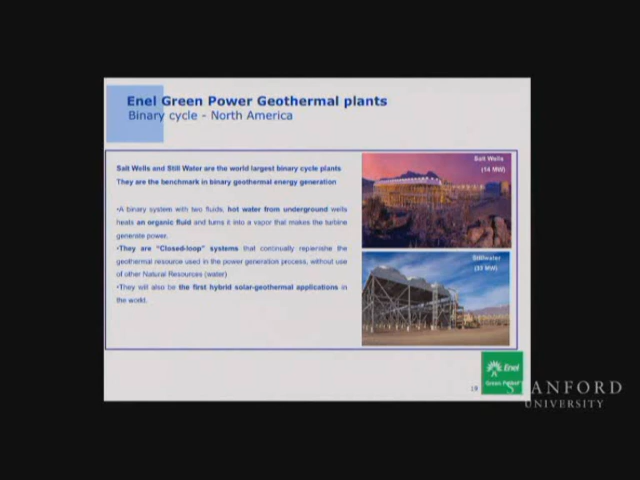 Enel Green Power Geothermal plants
Binary cycle - North America
Salt Wells and Still Water are the world largest binary cycle plants
They are the benchmark in binary geothermal energy generation
•A binary system with two fluids, hot water from underground wells
heats an organic fluid and turns it into a vapor that makes the turbine
generate power.
•They are "Closed-loop" systems that continually replenishe the
geothermal resource used in the power generation process, without use
of other Natural Resources (water)
•They will also be the first hybrid solar-geothermal applications in
the world.
Salt Wells
(14 MW)
Stillwater
(33 MW)
Enel
Green Power
19
STANFORD
UNIVERSITY